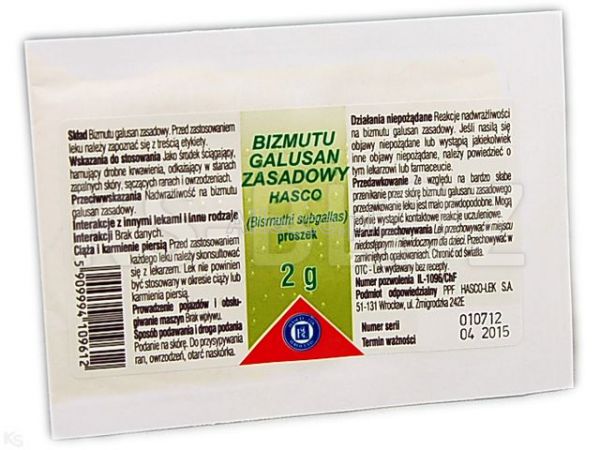 Skład Bizmutu galusan zasadowy. Przed zastosowaniem
leku należy zapoznać się z treścią etykiety.
Wskazania do stosowania Jako środek ściągający,
hamujący drobne krwawienia, odkażający w stanach
zapalnych skóry, sączących ranach i owrzodzeniach.
Przeciwwskazania Nadwrażliwość na bizmutu
galusan zasadowy.
Interakcje z innymi lekami i inne rodzaje
interakcji Brak danych.
Ciąża i karmienie piersią Przed zastosowaniem
każdego leku należy skonsultować
się z lekarzem. Lek nie powinien
być stosowany w okresie ciąży lub
karmienia piersią.
Prowadzenie pojazdów i obsłu-
giwanie maszyn Brak wpływu.
Sposób podawania i droga podania
Podanie na skórę. Do przysypywania
ran, owrzodzeń, otarć naskórka.
5909994109612
BIZMUTU
GALUSAN
ZASADOWY
HASCO
(Bismuthi subgallas)
proszek
2 g
Działania niepożądane Reakcje nadwrażliwości
na bizmutu galusan zasadowy. Jeśli nasilą się
objawy niepożądane lub wystąpią jakiekolwiek
inne objawy niepożądane, należy powiedzieć o
tym lekarzowi lub farmaceucie.
Przedawkowanie Ze względu na bardzo słabe
przenikanie przez skórę bizmutu galusanu zasadowego
przedawkowanie leku jest mało prawdopodobne. Mogą
jedynie wystąpić kontaktowe reakcje uczuleniowe.
Warunki przechowywania Lek przechowywać w miejscu
niedostępnym i niewidocznym dla dzieci. Przechowywać w
zamkniętych opakowaniach. Chronić od światła.
OTC - Lek wydawany bez recepty.
Numer pozwolenia IL-1096/ChF
Podmiot odpowiedzialny PPF HASCO-LEK S.A.
51-131 Wrocław, ul. Żmigrodzka 242E
Numer serii 010712
Termin ważności 04 2015
KS